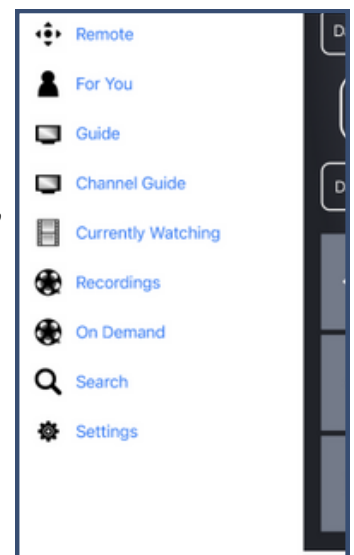 Remote
For You
Guide
Channel Guide
Currently Watching
Recordings
On Demand
Search
Settings